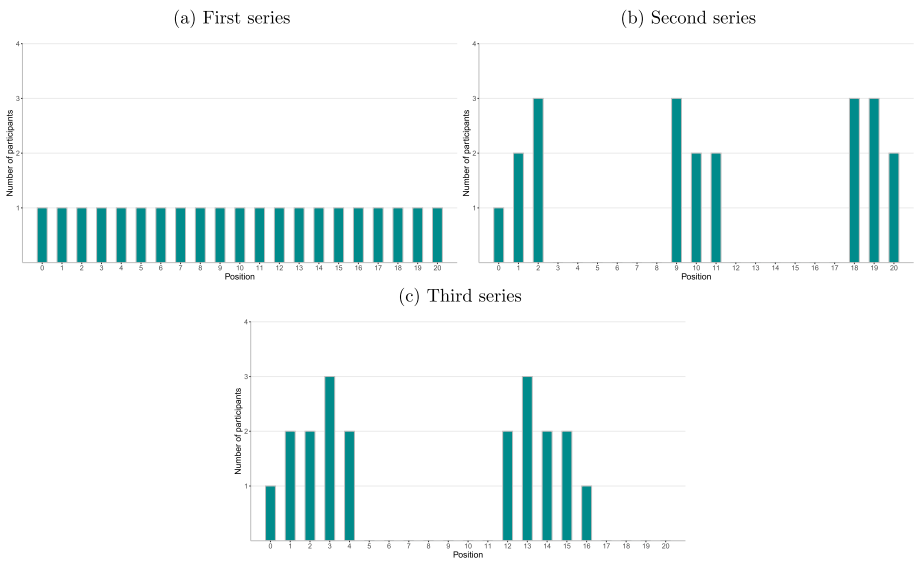 (a) First series
Number of participants
4
3
2
1
0 1 2 3 4 5 6 7 8 9 10 11 12 13 14 15 16 17 18 19 20
Position
(b) Second series
Number of participants
4
3
2
1
0 1 2 3 4 5 6 7 8 9 10 11 12 13 14 15 16 17 18 19 20
Position
(c) Third series
Number of participants
4
3
2
1
0 1 2 3 4 5 6 7 8 9 10 11 12 13 14 15 16 17 18 19 20
Position